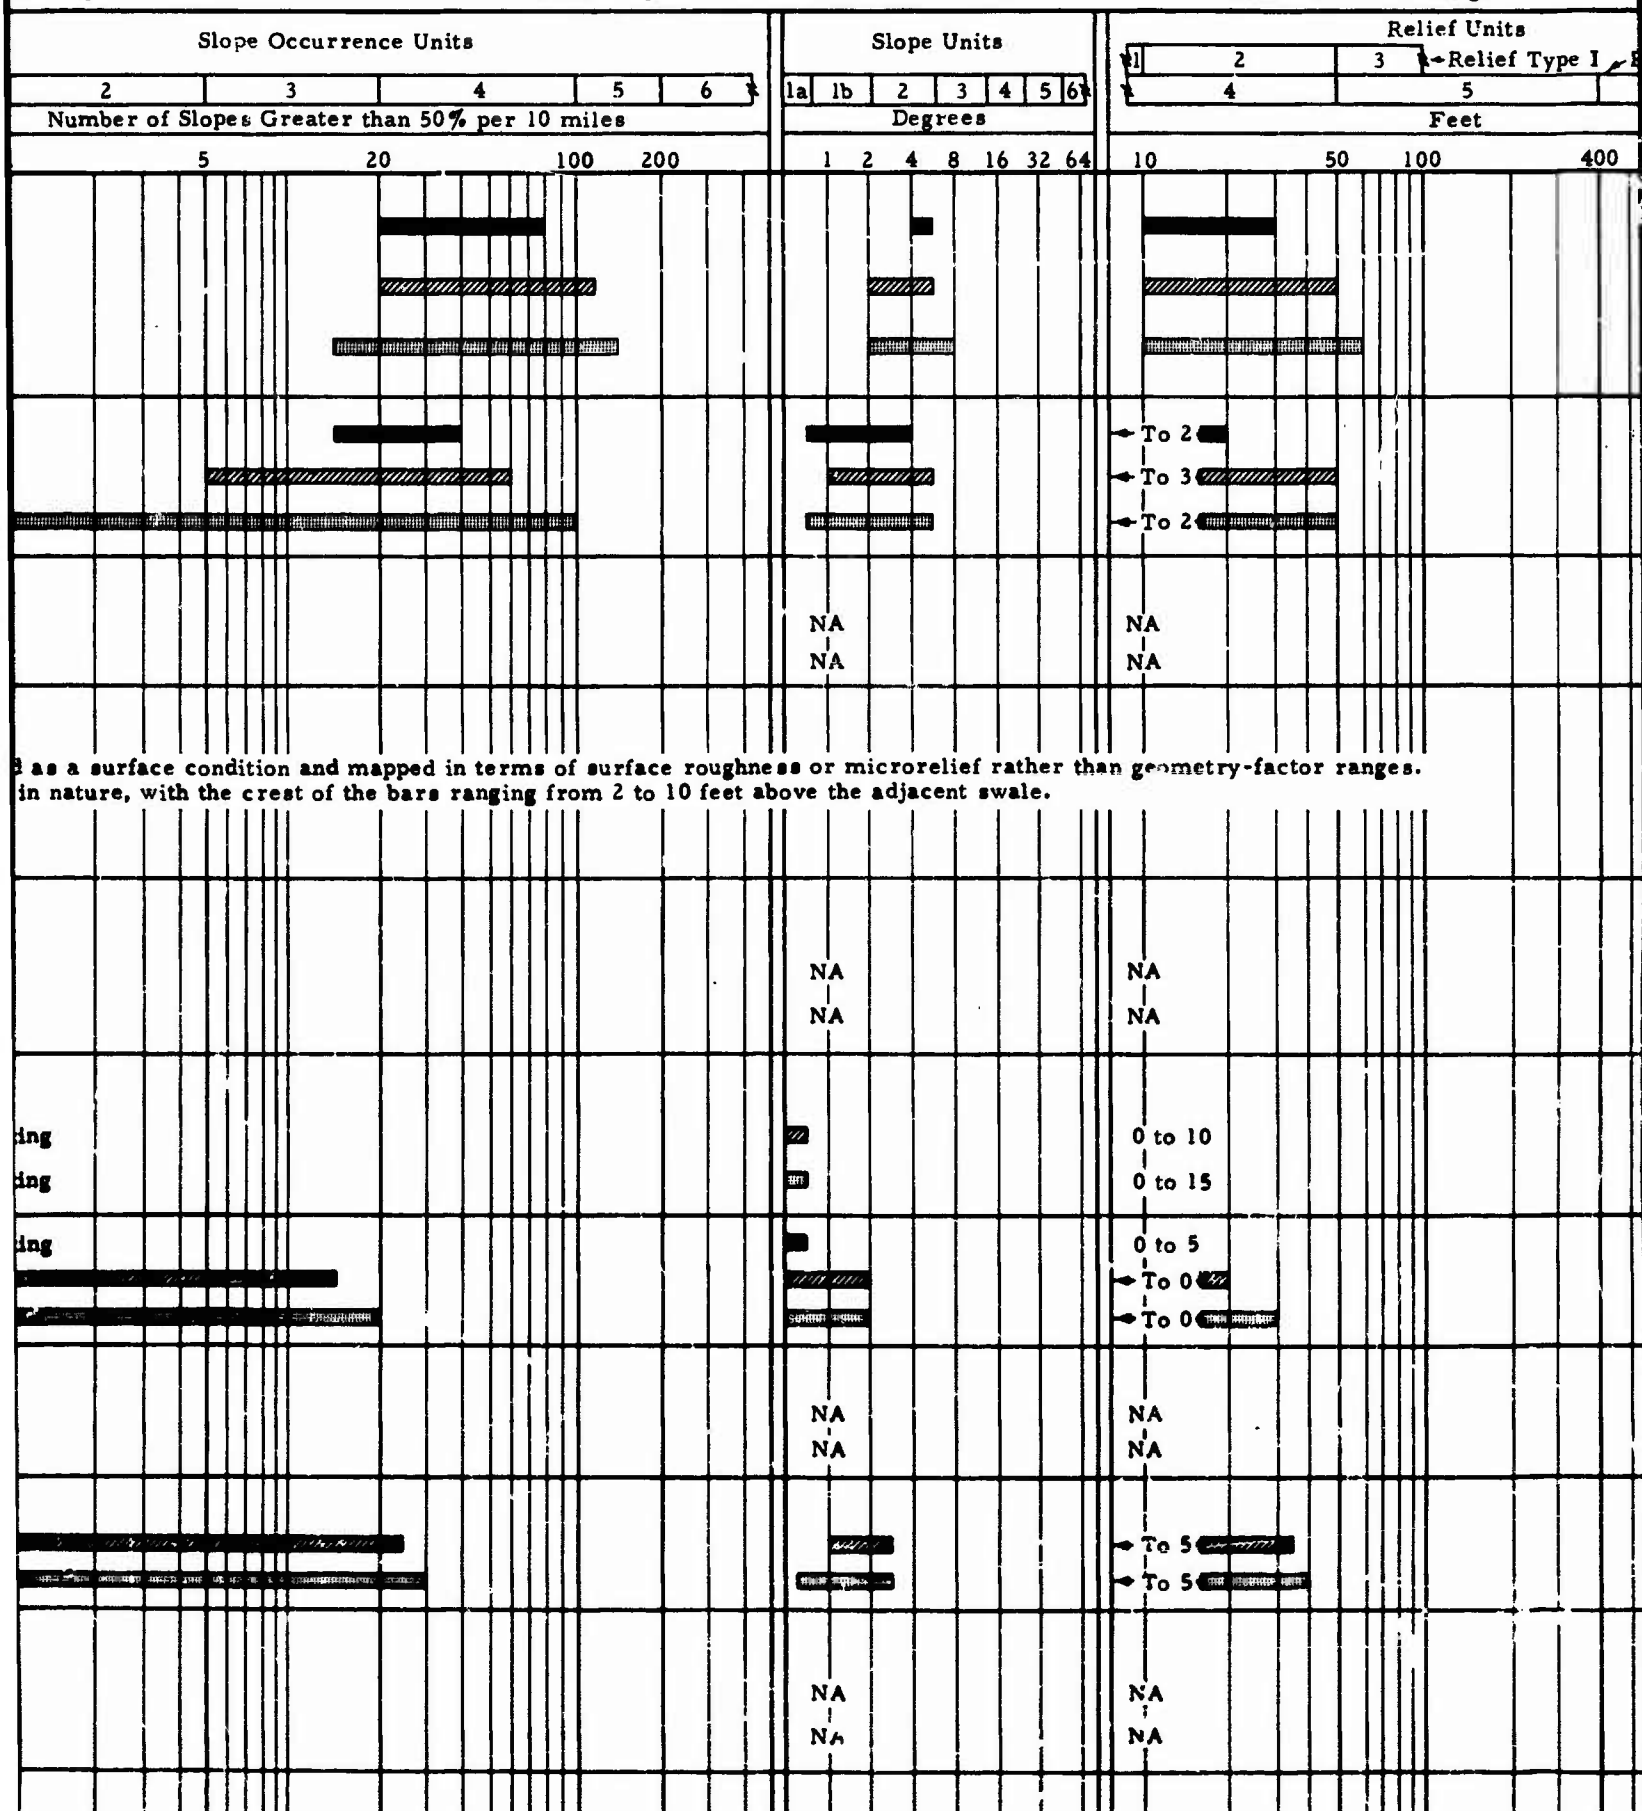 Slope Occurrence Units Slope Units Relief Units
1 2 3 Relief Type I
2 3 4 5 6 1a 1b 2 3 4 5 6 4 5
Number of Slopes Greater than 50% per 10 miles Degrees Feet
5 20 100 200 1 2 4 8 16 32 64 10 50 100 400
To 2
To 3
To 2
NA NA
NA NA
as a surface condition and mapped in terms of surface roughness or microrelief rather than geometry-factor ranges.
in nature, with the crest of the bars ranging from 2 to 10 feet above the adjacent swale.
NA NA
NA NA
ing 0 to 10
ing 0 to 15
ing 0 to 5
To 0
To 0
NA NA
NA NA
To 5
To 5
NA NA
NA NA